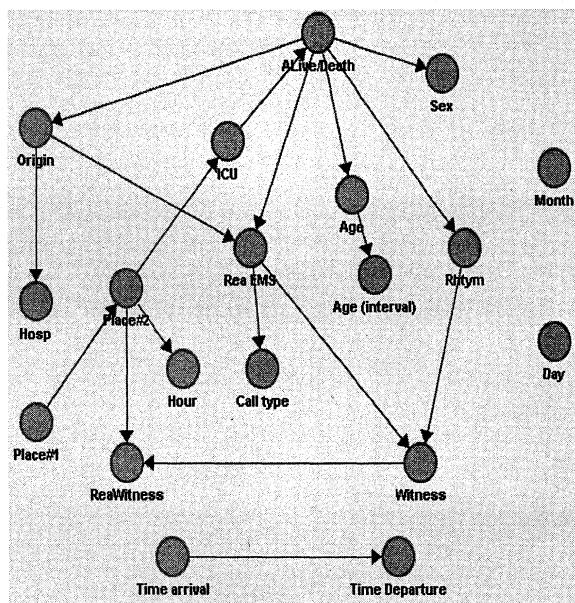 ALive/Death
Sex
Origin
ICU
Month
Age
Rea EMS
Rhtym
Age (interval)
Hosp
Place#2
Day
Hour
Call type
Place#1
ReaWitness
Witness
Time arrival
Time Departure